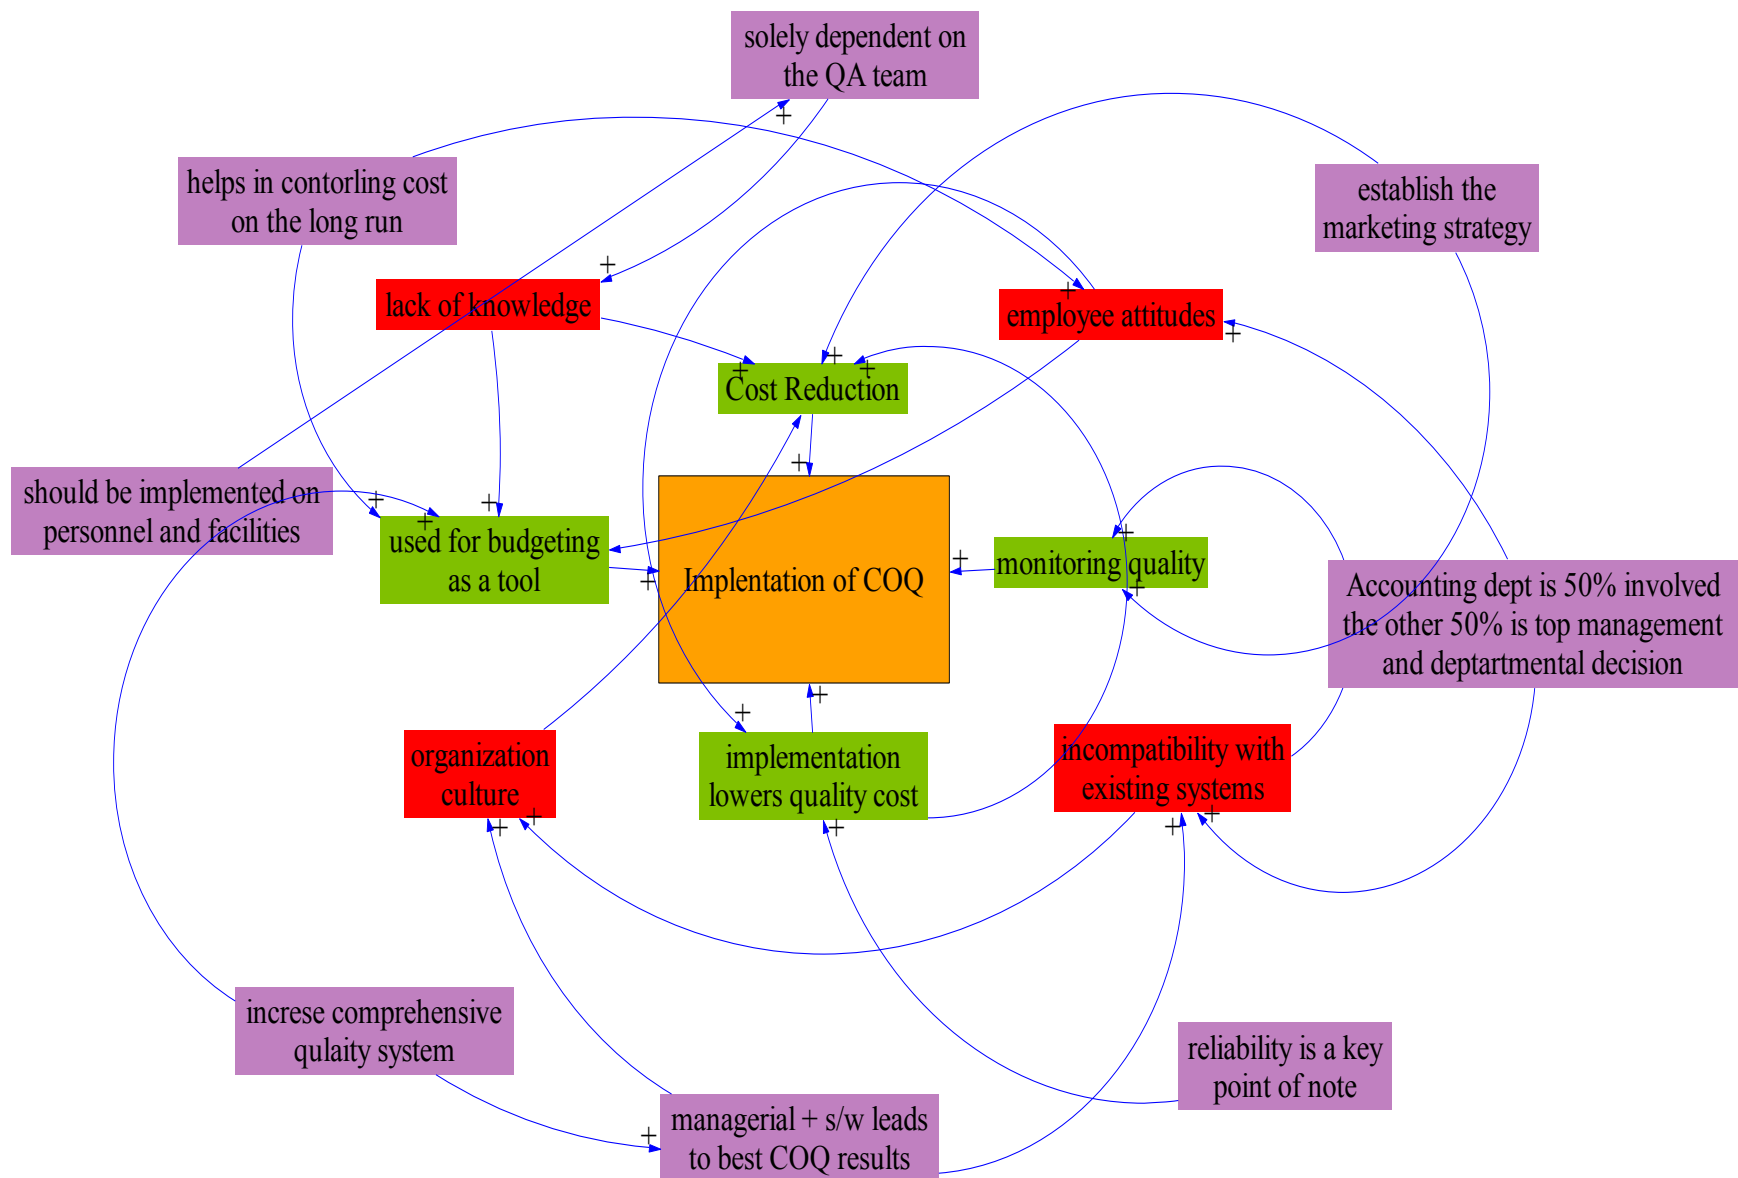 solely dependent on
the QA team
helps in contorling cost
on the long run
establish the
marketing strategy
lack of knowledge
employee attitudes
Cost Reduction
should be implemented on
personnel and facilities
used for budgeting
as a tool
Implentation of COQ
monitoring quality
Accounting dept is 50% involved
the other 50% is top management
and deptartmental decision
organization
culture
implementation
lowers quality cost
incompatibility with
existing systems
increse comprehensive
qulaity system
reliability is a key
point of note
managerial + s/w leads
to best COQ results